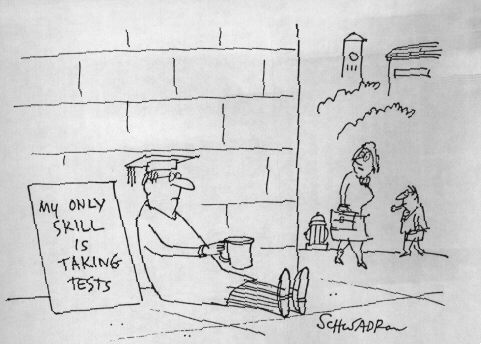 MY ONLY
SKILL
IS
TAKING
TESTS
SCHWADRON